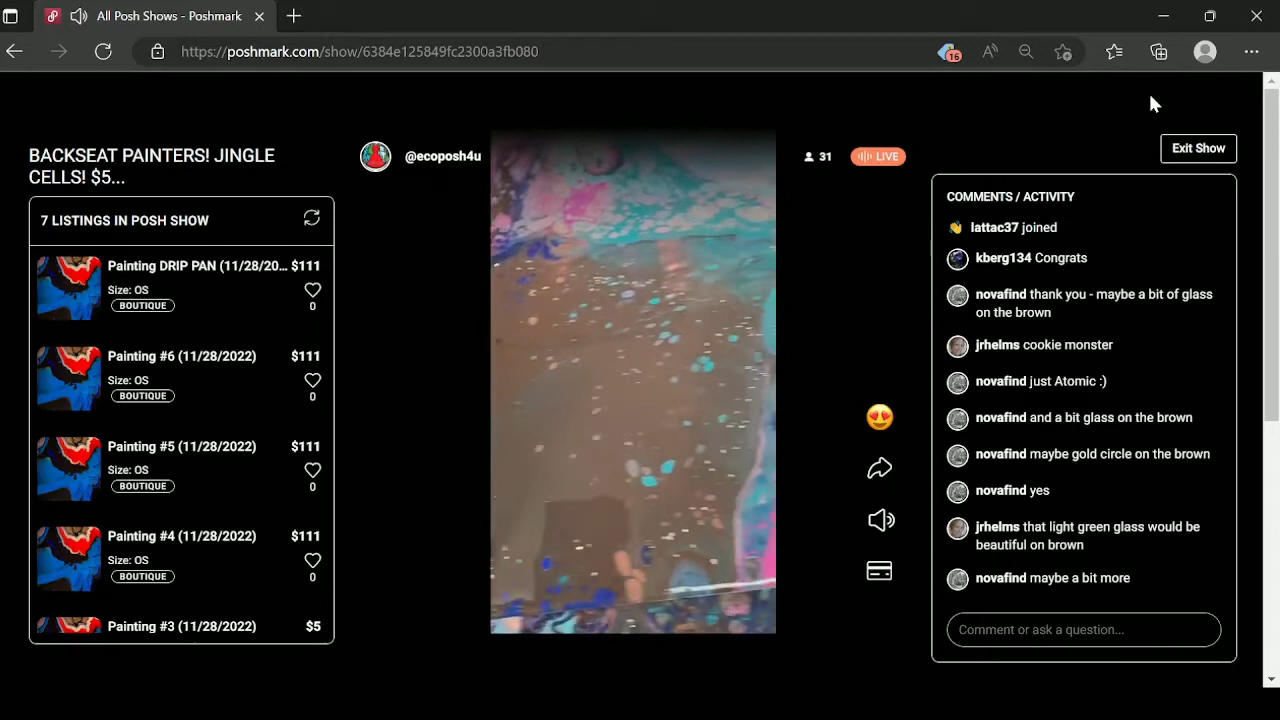 All Posh Shows - Poshmark
https://poshmark.com/show/6384e125849fc2300a3fb080
16
BACKSEAT PAINTERS! JINGLE
CELLS! $5...
@ecoposh4u
31
LIVE
Exit Show
7 LISTINGS IN POSH SHOW
Painting DRIP PAN (11/28/20... $111
Size: OS
BOUTIQUE
0
Painting #6 (11/28/2022) $111
Size: OS
BOUTIQUE
0
Painting #5 (11/28/2022) $111
Size: OS
BOUTIQUE
0
Painting #4 (11/28/2022) $111
Size: OS
BOUTIQUE
0
Painting #3 (11/28/2022) $5
COMMENTS / ACTIVITY
lattac37 joined
kberg134 Congrats
novafind thank you - maybe a bit of glass
on the brown
jrhelms cookie monster
novafind just Atomic :)
novafind and a bit glass on the brown
novafind maybe gold circle on the brown
novafind yes
jrhelms that light green glass would be
beautiful on brown
novafind maybe a bit more
Comment or ask a question...